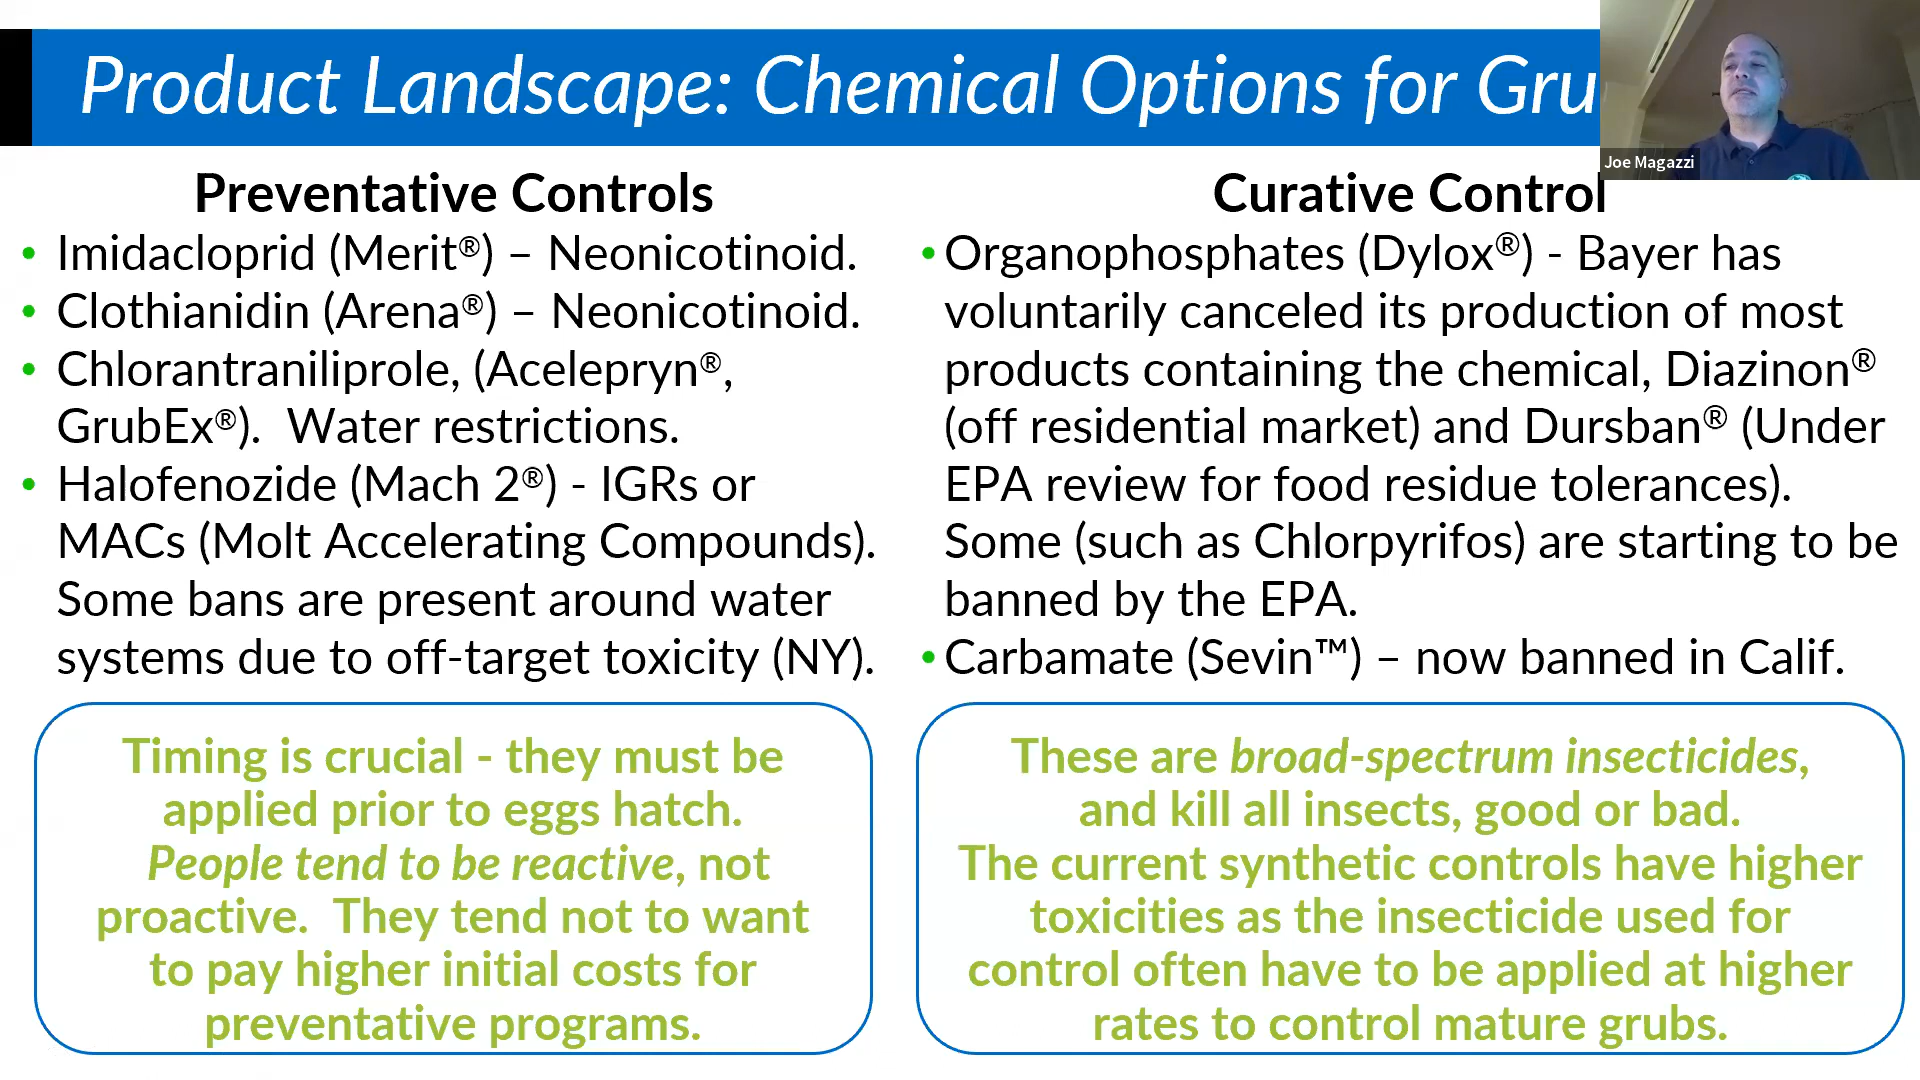 Product Landscape: Chemical Options for Gru
Joe Magazzi
Preventative Controls
• Imidacloprid (Merit®) – Neonicotinoid.
• Clothianidin (Arena®) – Neonicotinoid.
• Chlorantraniliprole, (Acelepryn®,
GrubEx®).  Water restrictions.
• Halofenozide (Mach 2®) - IGRs or
MACs (Molt Accelerating Compounds).
Some bans are present around water
systems due to off-target toxicity (NY).
Timing is crucial - they must be
applied prior to eggs hatch.
People tend to be reactive, not
proactive.  They tend not to want
to pay higher initial costs for
preventative programs.
Curative Control
• Organophosphates (Dylox®) - Bayer has
voluntarily canceled its production of most
products containing the chemical, Diazinon®
(off residential market) and Dursban® (Under
EPA review for food residue tolerances).
Some (such as Chlorpyrifos) are starting to be
banned by the EPA.
• Carbamate (Sevin™) – now banned in Calif.
These are broad-spectrum insecticides,
and kill all insects, good or bad.
The current synthetic controls have higher
toxicities as the insecticide used for
control often have to be applied at higher
rates to control mature grubs.